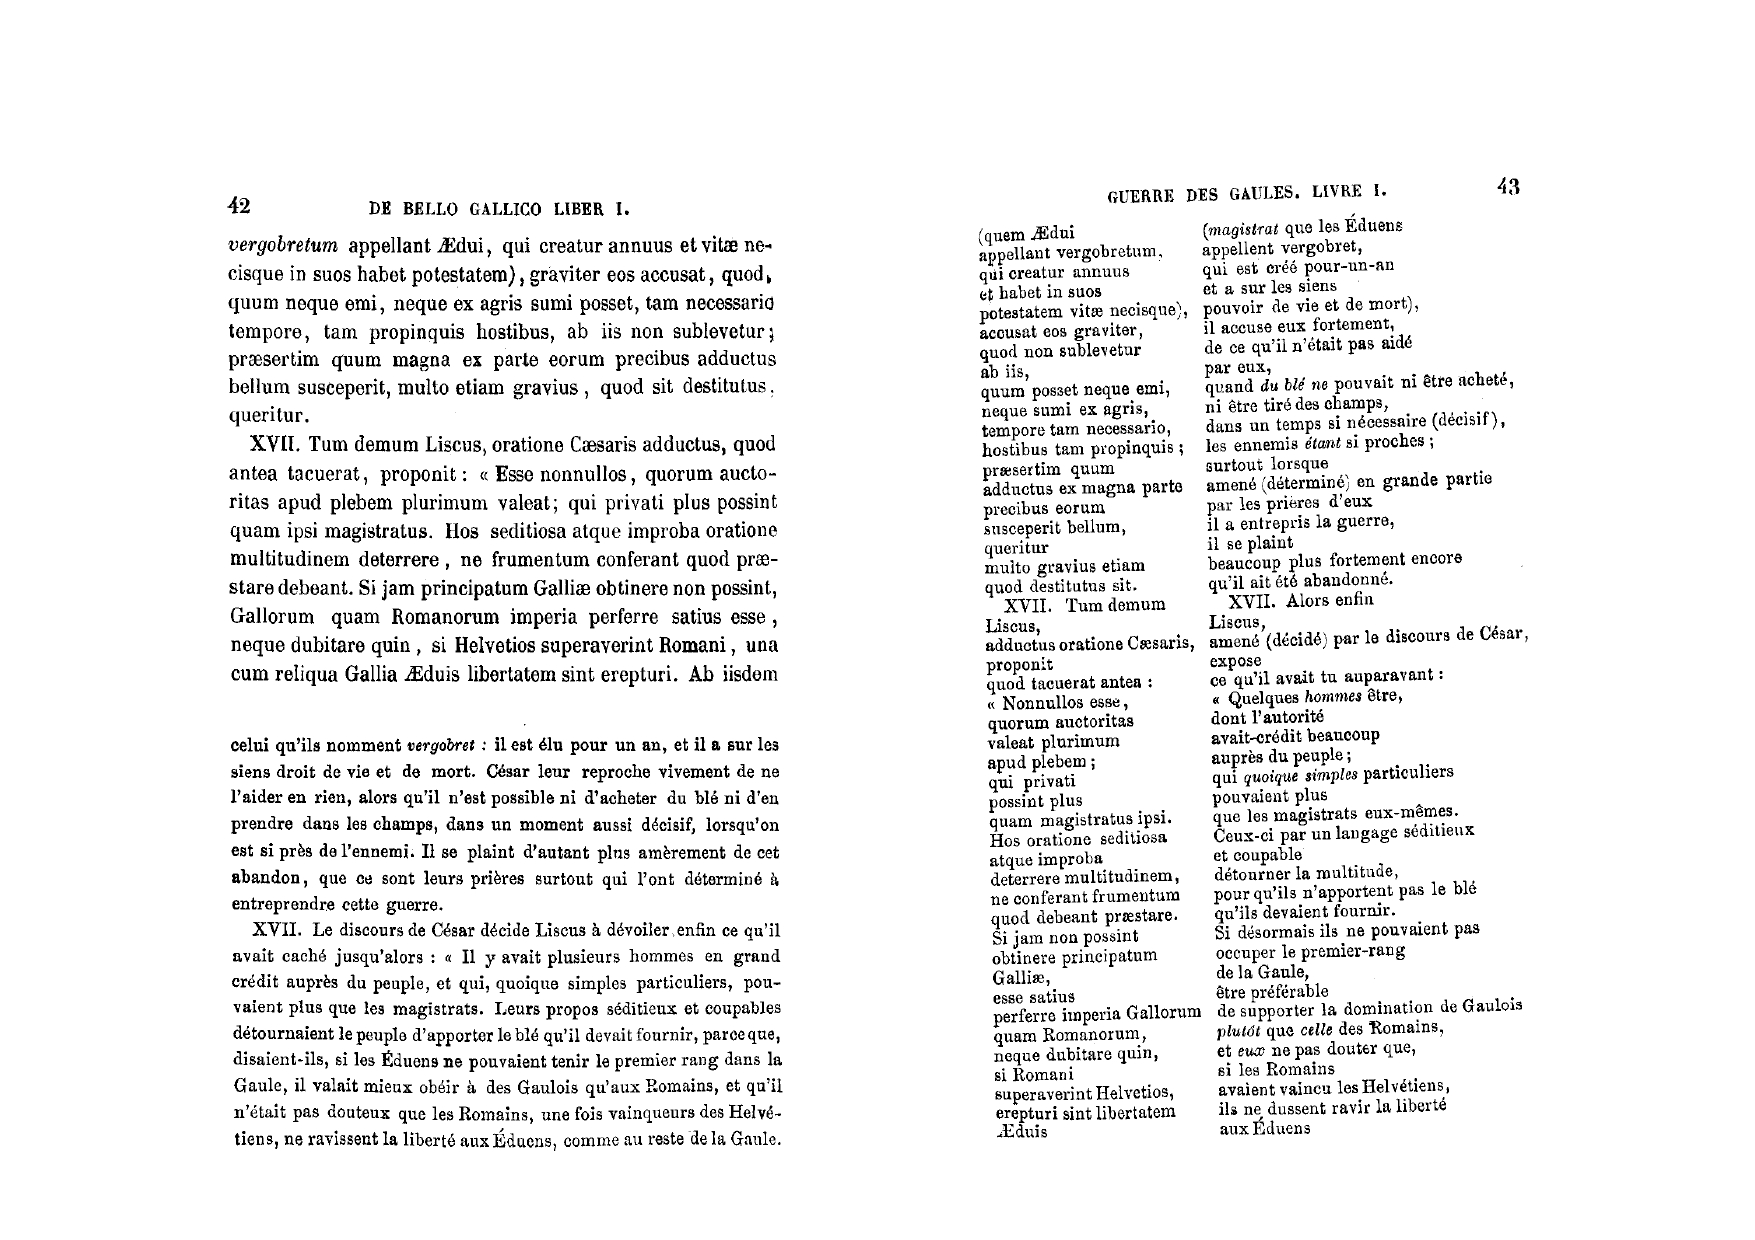 42
DE BELLO GALLICO LIBER I.
vergobretum appellant Ædui, qui creatur annuus et vitæ ne-
cisque in suos habet potestatem), graviter eos accusat, quod,
quum neque emi, neque ex agris sumi posset, tam necessario
tempore, tam propinquis hostibus, ab iis non sublevetur;
præsertim quum magna ex parte eorum precibus adductus
bellum susceperit, multo etiam gravius, quod sit destitutus,
queritur.
XVII. Tum demum Liscus, oratione Cæsaris adductus, quod
antea tacuerat, proponit : « Esse nonnullos, quorum aucto-
ritas apud plebem plurimum valeat; qui privati plus possint
quam ipsi magistratus. Hos seditiosa atque improba oratione
multitudinem deterrere, ne frumentum conferant quod præ-
stare debeant. Si jam principatum Galliæ obtinere non possint,
Gallorum quam Romanorum imperia perferre satius esse,
neque dubitare quin, si Helvetios superaverint Romani, una
cum reliqua Gallia Æduis libertatem sint erepturi. Ab iisdem
celui qu'ils nomment vergobret : il est élu pour un an, et il a sur les
siens droit de vie et de mort. César leur reproche vivement de ne
l'aider en rien, alors qu'il n'est possible ni d'acheter du blé ni d'en
prendre dans les champs, dans un moment aussi décisif, lorsqu'on
est si près de l'ennemi. Il se plaint d'autant plus amèrement de cet
abandon, que ce sont leurs prières surtout qui l'ont déterminé à
entreprendre cette guerre.
XVII. Le discours de César décide Liscus à dévoiler enfin ce qu'il
avait caché jusqu'alors : « Il y avait plusieurs hommes en grand
crédit auprès du peuple, et qui, quoique simples particuliers, pou-
vaient plus que les magistrats. Leurs propos séditieux et coupables
détournaient le peuple d'apporter le blé qu'il devait fournir, parce que,
disaient-ils, si les Éduens ne pouvaient tenir le premier rang dans la
Gaule, il valait mieux obéir à des Gaulois qu'aux Romains, et qu'il
n'était pas douteux que les Romains, une fois vainqueurs des Helvé-
tiens, ne ravissent la liberté aux Éduens, comme au reste de la Gaule.
GUERRE DES GAULES. LIVRE I.
43
(quem Ædui
appellant vergobretum,
qui creatur annuus
et habet in suos
potestatem vitæ necisque),
accusat eos graviter,
quod non sublevetur
ab iis,
quum posset neque emi,
neque sumi ex agris,
tempore tam necessario,
hostibus tam propinquis ;
præsertim quum
adductus ex magna parte
precibus eorum
susceperit bellum,
queritur
multo gravius etiam
quod destitutus sit.
XVII. Tum demum
Liscus,
adductus oratione Cæsaris,
proponit
quod tacuerat antea :
« Nonnullos esse,
quorum auctoritas
valeat plurimum
apud plebem ;
qui privati
possint plus
quam magistratus ipsi.
Hos oratione seditiosa
atque improba
deterrere multitudinem,
ne conferant frumentum
quod debeant præstare.
Si jam non possint
obtinere principatum
Galliæ,
esse satius
perferre imperia Gallorum
quam Romanorum,
neque dubitare quin,
si Romani
superaverint Helvetios,
erepturi sint libertatem
Æduis
(magistrat que les Éduens
appellent vergobret,
qui est créé pour-un-an
et a sur les siens
pouvoir de vie et de mort),
il accuse eux fortement,
de ce qu'il n'était pas aidé
par eux,
quand du blé ne pouvait ni être acheté,
ni être tiré des champs,
dans un temps si nécessaire (décisif),
les ennemis étant si proches ;
surtout lorsque
amené (déterminé) en grande partie
par les prières d'eux
il a entrepris la guerre,
il se plaint
beaucoup plus fortement encore
qu'il ait été abandonné.
XVII. Alors enfin
Liscus,
amené (décidé) par le discours de César,
expose
ce qu'il avait tu auparavant :
« Quelques hommes être,
dont l'autorité
avait-crédit beaucoup
auprès du peuple ;
qui quoique simples particuliers
pouvaient plus
que les magistrats eux-mêmes.
Ceux-ci par un langage séditieux
et coupable
détourner la multitude,
pour qu'ils n'apportent pas le blé
qu'ils devaient fournir.
Si désormais ils ne pouvaient pas
occuper le premier-rang
de la Gaule,
être préférable
de supporter la domination de Gaulois
plutôt que celle des Romains,
et eux ne pas douter que,
si les Romains
avaient vaincu les Helvétiens,
ils ne dussent ravir la liberté
aux Éduens